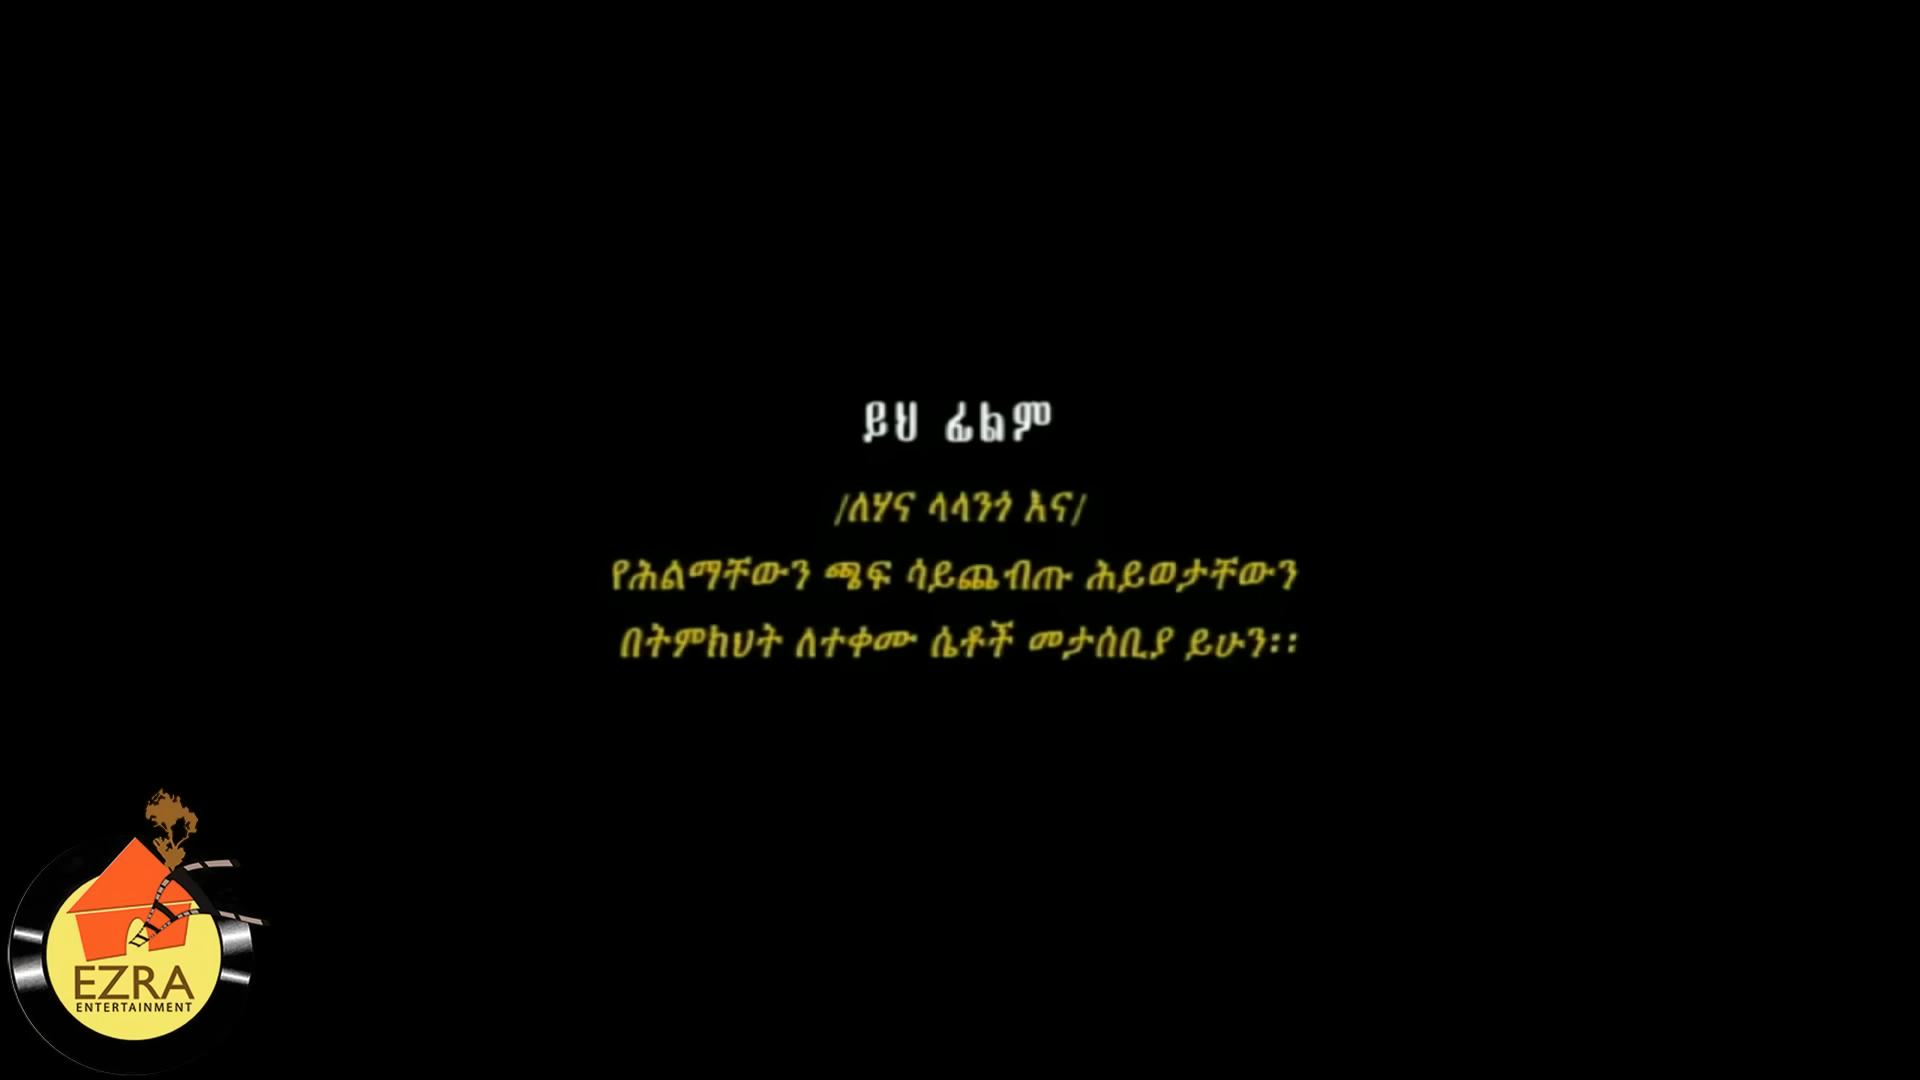 ይህ ፊልም
/ለሃና ላላንጎ እና/
የሕልማቸውን ጫፍ ሳይጨብጡ ሕይወታቸውን
በትምክህት ለተቀሙ ሴቶች መታሰቢያ ይሁን፡፡
EZRA
ENTERTAINMENT